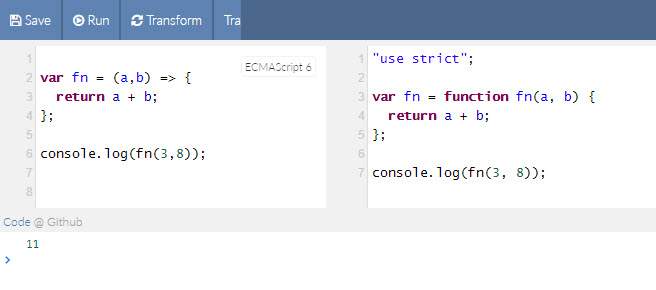 Save Run Transform Tra
1
2 var fn = (a,b) => {
3 return a + b;
4 };
5
6 console.log(fn(3,8));
7
8
ECMAScript 6
1 "use strict";
2
3 var fn = function fn(a, b) {
4 return a + b;
5 };
6
7 console.log(fn(3, 8));
Code @ Github
11
>